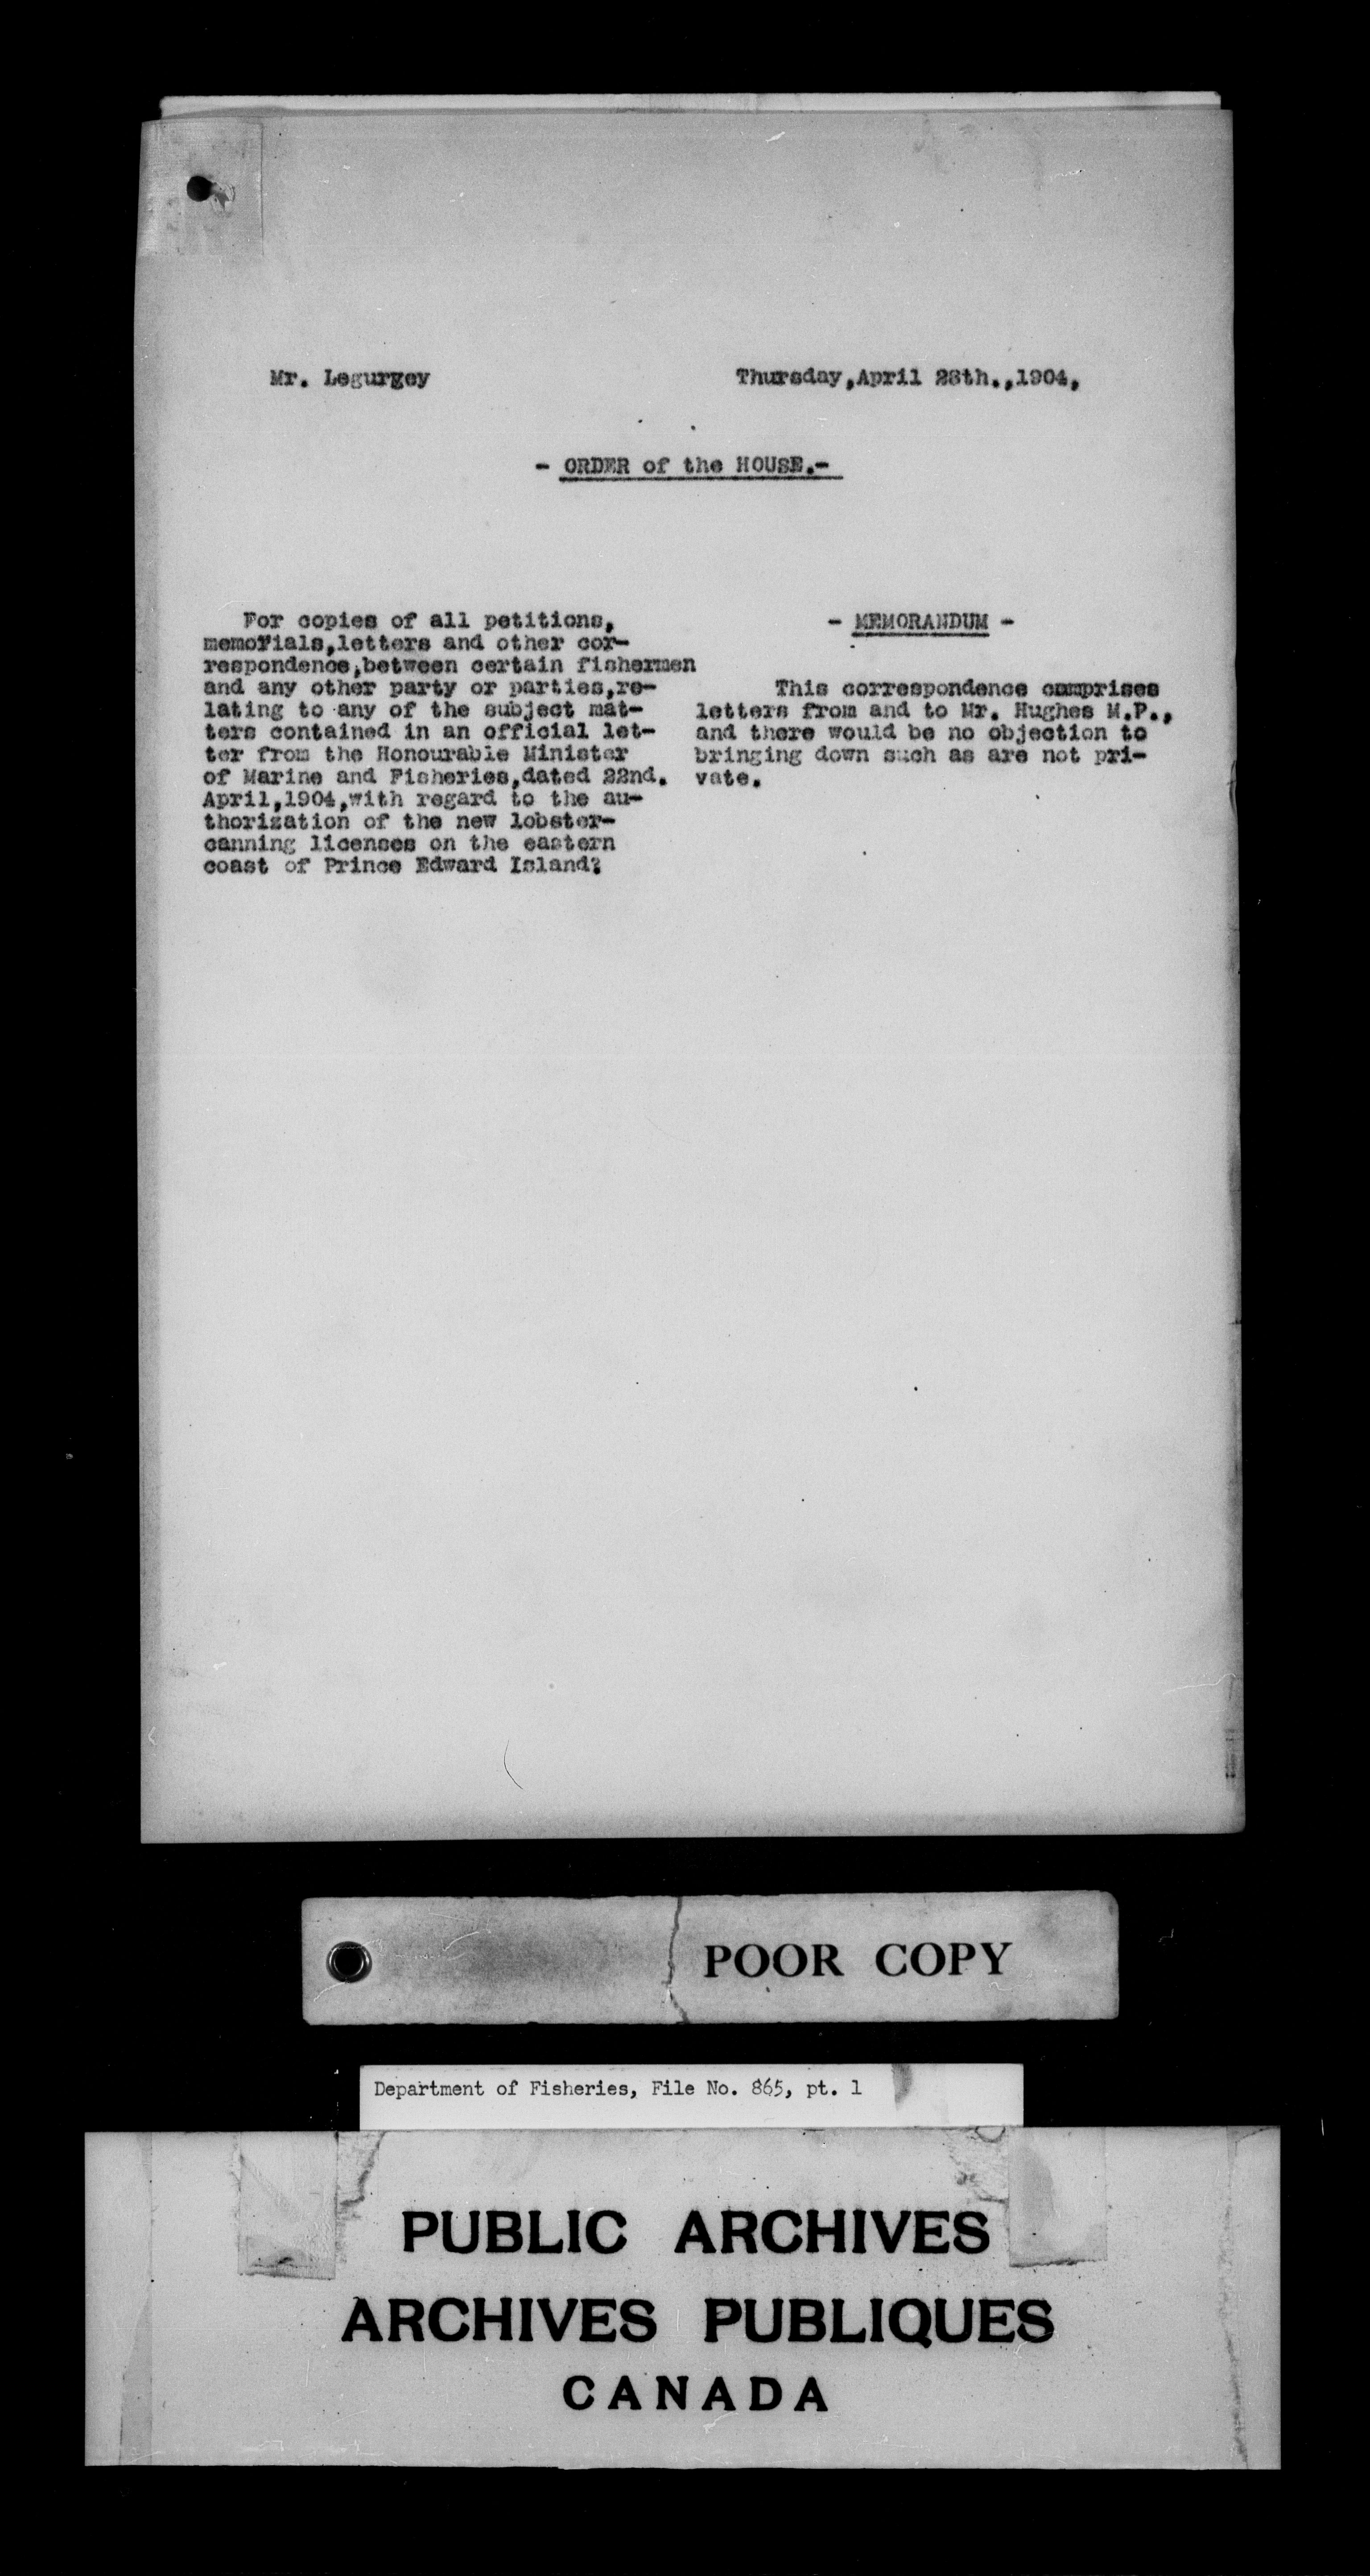 Mr. Legurgey
Thursday,April 28th.,1904,
- ORDER of the HOUSE.-
For copies of all petitions,
memorials,letters and other cor-
respondence,between certain fishermen
and any other party or parties,re-
lating to any of the subject mat-
ters contained in an official let-
ter from the Honourable Minister
of Marine and Fisheries,dated 22nd.
April,1904,with regard to the au-
thorization of the new lobster-
canning licenses on the eastern
coast of Prince Edward Island?
- MEMORANDUM -
This correspondence comprises
letters from and to Mr. Hughes M.P.,
and there would be no objection to
bringing down such as are not pri-
vate.
POOR COPY
Department of Fisheries, File No. 865, pt. 1
PUBLIC ARCHIVES
ARCHIVES PUBLIQUES
CANADA